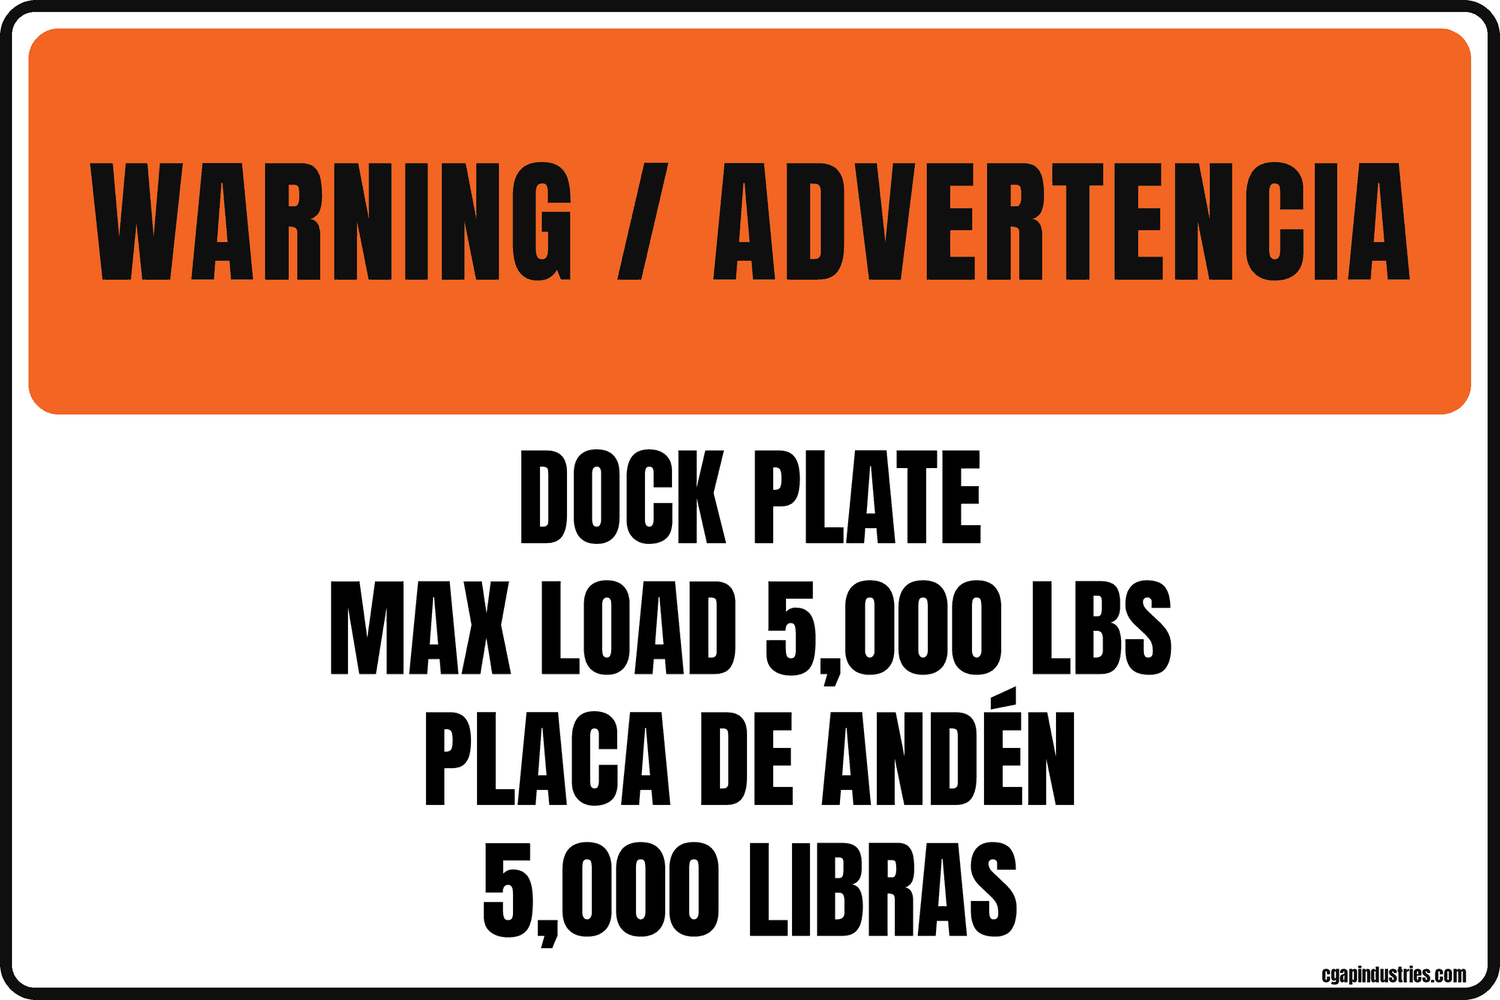 WARNING / ADVERTENCIA
DOCK PLATE
MAX LOAD 5,000 LBS
PLACA DE ANDÉN
5,000 LIBRAS
cgapindustries.com